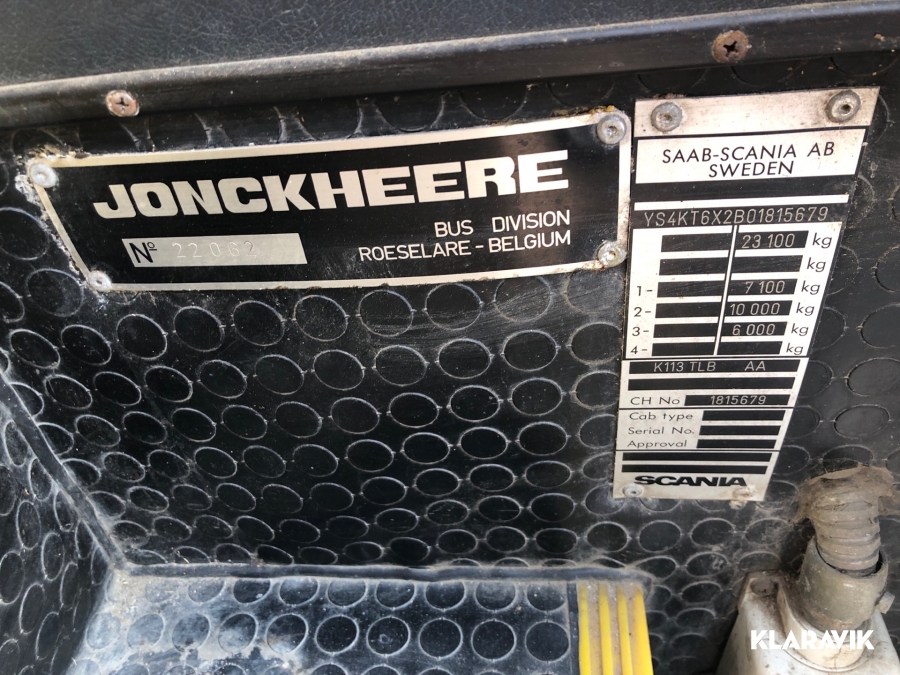 JONCKHEERE
BUS DIVISION
ROESELARE - BELGIUM
Nº 22062
SAAB-SCANIA AB
SWEDEN
YS4KT6X2B01815679
23 100 kg
kg
1- 7 100 kg
2- 10 000 kg
3- 6 000 kg
4- kg
K113 TLB AA
CH No 1815679
Cab type
Serial No.
Approval
SCANIA
KLARAVIK